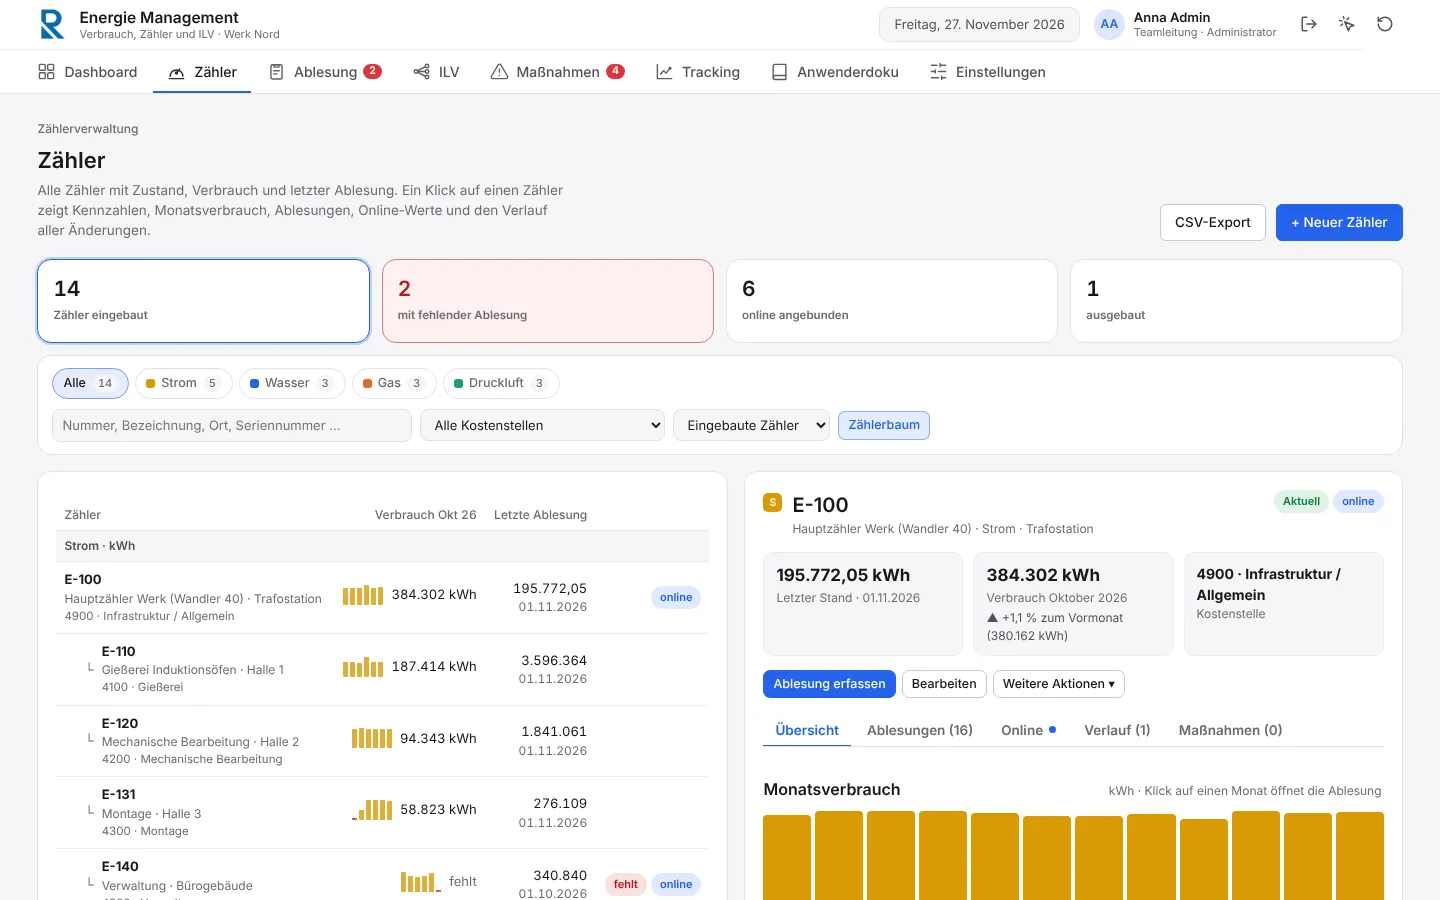 Energie Management
Verbrauch, Zähler und ILV · Werk Nord
Freitag, 27. November 2026
AA
Anna Admin
Teamleitung · Administrator
Dashboard
Zähler
Ablesung 2
ILV
Maßnahmen 4
Tracking
Anwenderdoku
Einstellungen
Zählerverwaltung
Zähler
Alle Zähler mit Zustand, Verbrauch und letzter Ablesung. Ein Klick auf einen Zähler
zeigt Kennzahlen, Monatsverbrauch, Ablesungen, Online-Werte und den Verlauf
aller Änderungen.
CSV-Export
+ Neuer Zähler
14
Zähler eingebaut
2
mit fehlender Ablesung
6
online angebunden
1
ausgebaut
Alle 14
Strom 5
Wasser 3
Gas 3
Druckluft 3
Nummer, Bezeichnung, Ort, Seriennummer ...
Alle Kostenstellen
Eingebaute Zähler
Zählerbaum
Zähler Verbrauch Okt 26 Letzte Ablesung
Strom · kWh
E-100
Hauptzähler Werk (Wandler 40) · Trafostation
4900 · Infrastruktur / Allgemein
384.302 kWh
195.772,05
01.11.2026
online
E-110
Gießerei Induktionsöfen · Halle 1
4100 · Gießerei
187.414 kWh
3.596.364
01.11.2026
E-120
Mechanische Bearbeitung · Halle 2
4200 · Mechanische Bearbeitung
94.343 kWh
1.841.061
01.11.2026
E-131
Montage · Halle 3
4300 · Montage
58.823 kWh
276.109
01.11.2026
E-140
Verwaltung · Bürogebäude
fehlt
340.840
01.10.2026
fehlt
online
S
E-100
Hauptzähler Werk (Wandler 40) · Strom · Trafostation
Aktuell
online
195.772,05 kWh
Letzter Stand · 01.11.2026
384.302 kWh
Verbrauch Oktober 2026
▲ +1,1 % zum Vormonat
(380.162 kWh)
4900 · Infrastruktur /
Allgemein
Kostenstelle
Ablesung erfassen
Bearbeiten
Weitere Aktionen ▾
Übersicht
Ablesungen (16)
Online
Verlauf (1)
Maßnahmen (0)
Monatsverbrauch
kWh · Klick auf einen Monat öffnet die Ablesung